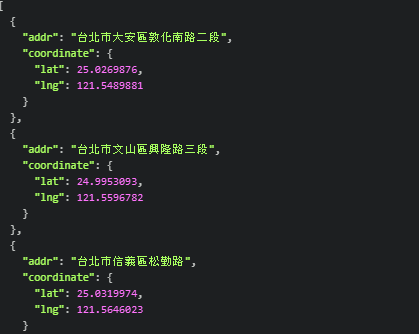 [
{
"addr": "台北市大安區敦化南路二段",
"coordinate": {
"lat": 25.0269876,
"lng": 121.5489881
}
},
{
"addr": "台北市文山區興隆路三段",
"coordinate": {
"lat": 24.9953093,
"lng": 121.5596782
}
},
{
"addr": "台北市信義區松勤路",
"coordinate": {
"lat": 25.0319974,
"lng": 121.5646023
}